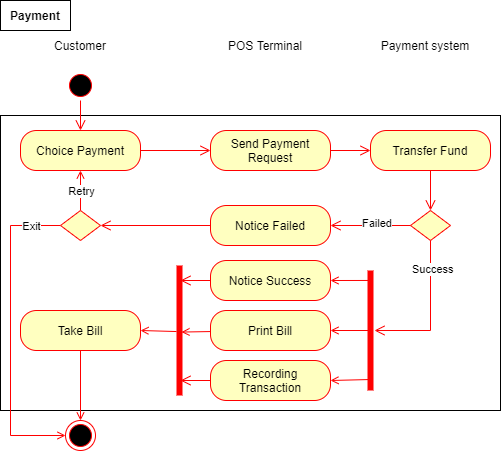 Payment
Customer
POS Terminal
Payment system
Choice Payment
Send Payment
Request
Transfer Fund
Retry
Exit
Notice Failed
Failed
Success
Notice Success
Take Bill
Print Bill
Recording
Transaction